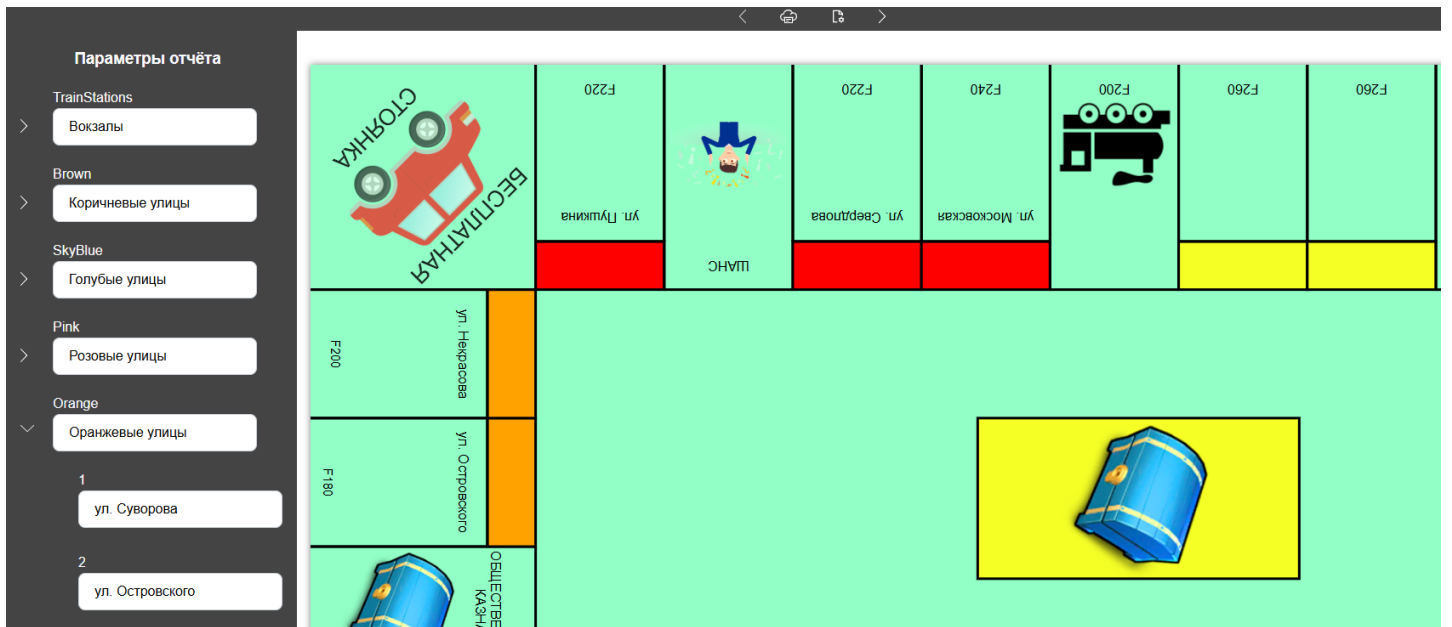 Параметры отчёта
TrainStations
Вокзалы
Brown
Коричневые улицы
SkyBlue
Голубые улицы
Pink
Розовые улицы
Orange
Оранжевые улицы
1
ул. Суворова
2
ул. Островского
БЕСПЛАТНАЯ
СТОЯНКА
F220
ул. Пушкина
ШАНС
F220
ул. Свердлова
F240
ул. Московская
F200
F260
F260
ул. Некрасова
F200
ул. Островского
F180
ОБЩЕСТВЕ
КАЗН